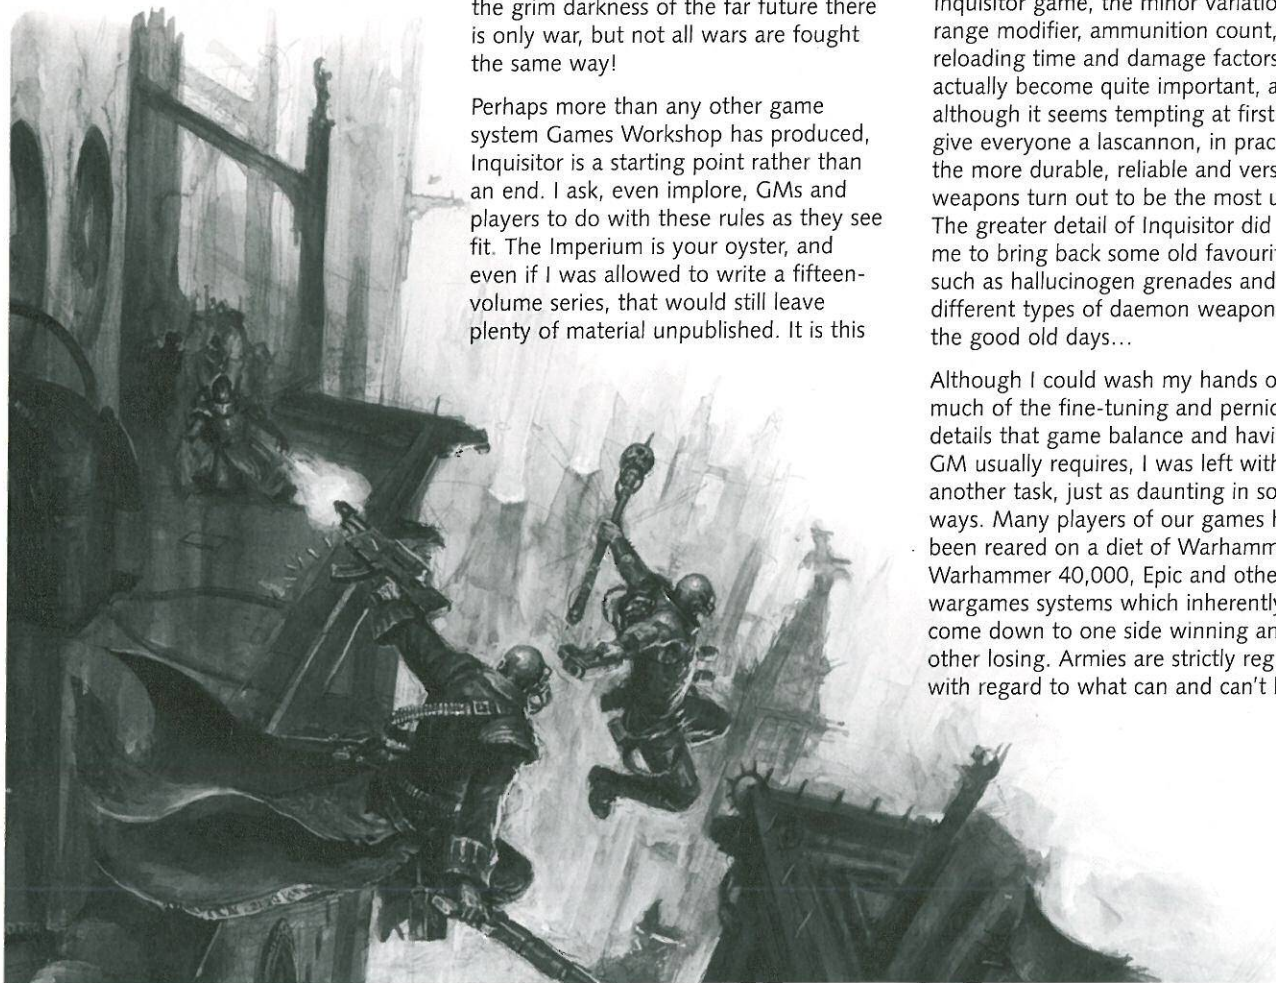 the grim darkness of the far future there
is only war, but not all wars are fought
the same way!
Perhaps more than any other game
system Games Workshop has produced,
Inquisitor is a starting point rather than
an end. I ask, even implore, GMs and
players to do with these rules as they see
fit. The Imperium is your oyster, and
even if I was allowed to write a fifteen-
volume series, that would still leave
plenty of material unpublished. It is this
Inquisitor game, the minor
range modifier, ammunition count,
reloading time and damage factors
actually become quite important,
although it seems tempting at first
give everyone a lascannon, in
the more durable, reliable and
weapons turn out to be the most
The greater detail of Inquisitor did
me to bring back some old
such as hallucinogen grenades and
different types of daemon
the good old days...
Although I could wash my hands
much of the fine-tuning and
details that game balance and
GM usually requires, I was left
another task, just as daunting in
ways. Many players of our games
been reared on a diet of
Warhammer 40,000, Epic and
wargames systems which inherently
come down to one side winning
other losing. Armies are strictly
with regard to what can and can't